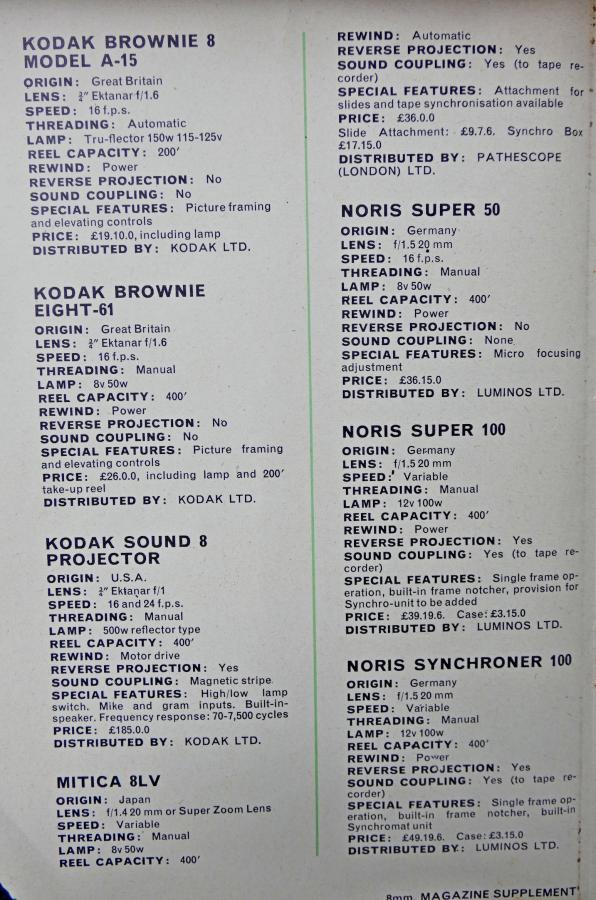 KODAK BROWNIE 8
MODEL A-15
ORIGIN: Great Britain
LENS: ¾″ Ektanar f/1.6
SPEED: 16 f.p.s.
THREADING: Automatic
LAMP: Tru-flector 150w 115-125v
REEL CAPACITY: 200′
REWIND: Power
REVERSE PROJECTION: No
SOUND COUPLING: No
SPECIAL FEATURES: Picture framing
and elevating controls
PRICE: £19.10.0, including lamp
DISTRIBUTED BY: KODAK LTD.
KODAK BROWNIE
EIGHT-61
ORIGIN: Great Britain
LENS: ¾″ Ektanar f/1.6
SPEED: 16 f.p.s.
THREADING: Manual
LAMP: 8v 50w
REEL CAPACITY: 400′
REWIND: Power
REVERSE PROJECTION: No
SOUND COUPLING: No
SPECIAL FEATURES: Picture framing
and elevating controls
PRICE: £26.0.0, including lamp and 200′
take-up reel
DISTRIBUTED BY: KODAK LTD.
KODAK SOUND 8
PROJECTOR
ORIGIN: U.S.A.
LENS: ¾″ Ektanar f/1
SPEED: 16 and 24 f.p.s.
THREADING: Manual
LAMP: 500w reflector type
REEL CAPACITY: 400′
REWIND: Motor drive
REVERSE PROJECTION: Yes
SOUND COUPLING: Magnetic stripe
SPECIAL FEATURES: High/low lamp
switch. Mike and gram inputs. Built-in-
speaker. Frequency response: 70-7,500 cycles
PRICE: £185.0.0
DISTRIBUTED BY: KODAK LTD.
MITICA 8LV
ORIGIN: Japan
LENS: f/1.4 20 mm or Super Zoom Lens
SPEED: Variable
THREADING: Manual
LAMP: 8v 50w
REEL CAPACITY: 400′
REWIND: Automatic
REVERSE PROJECTION: Yes
SOUND COUPLING: Yes (to tape re-
corder)
SPECIAL FEATURES: Attachment for
slides and tape synchronisation available
PRICE: £36.0.0
Slide Attachment: £9.7.6. Synchro Box
£17.15.0
DISTRIBUTED BY: PATHESCOPE
(LONDON) LTD.
NORIS SUPER 50
ORIGIN: Germany
LENS: f/1.5 20 mm
SPEED: 16 f.p.s.
THREADING: Manual
LAMP: 8v 50w
REEL CAPACITY: 400′
REWIND: Power
REVERSE PROJECTION: No
SOUND COUPLING: None
SPECIAL FEATURES: Micro focusing
adjustment
PRICE: £36.15.0
DISTRIBUTED BY: LUMINOS LTD.
NORIS SUPER 100
ORIGIN: Germany
LENS: f/1.5 20 mm
SPEED: Variable
THREADING: Manual
LAMP: 12v 100w
REEL CAPACITY: 400′
REWIND: Power
REVERSE PROJECTION: Yes
SOUND COUPLING: Yes (to tape re-
corder)
SPECIAL FEATURES: Single frame op-
eration, built-in frame notcher, provision for
Synchro-unit to be added
PRICE: £39.19.6. Case: £3.15.0
DISTRIBUTED BY: LUMINOS LTD.
NORIS SYNCHRONER 100
ORIGIN: Germany
LENS: f/1.5 20 mm
SPEED: Variable
THREADING: Manual
LAMP: 12v 100w
REEL CAPACITY: 400′
REWIND: Power
REVERSE PROJECTION: Yes
SOUND COUPLING: Yes (to tape re-
corder)
SPECIAL FEATURES: Single frame op-
eration, built-in frame notcher, built-in
Synchromat unit
PRICE: £49.19.6. Case: £3.15.0
DISTRIBUTED BY: LUMINOS LTD.
8mm MAGAZINE SUPPLEMENT